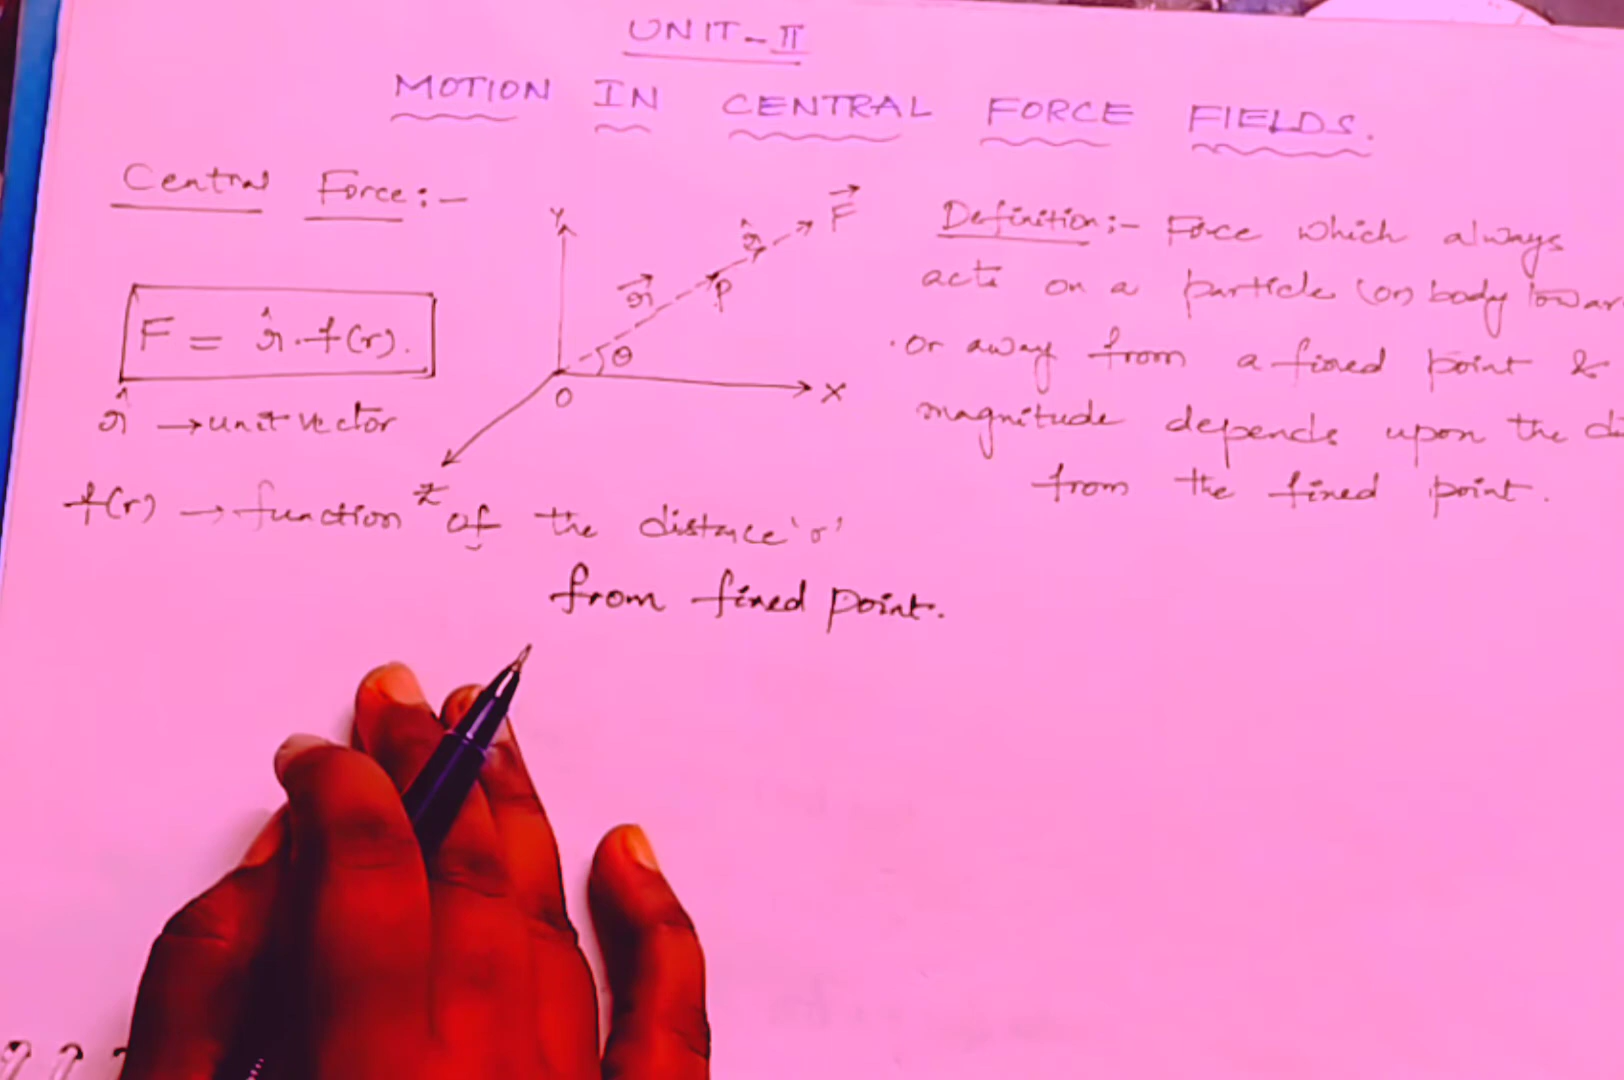 UNIT-II
MOTION IN CENTRAL FORCE FIELDS.
Central Force:-
F = r̂.f(r).
r̂ → unit vector
f(r) → function of the distance 'r'
from fixed point.
Y
r⃗
P
r̂
F⃗
θ
O
X
Z
Definition:- Force which always
acts on a particle (or) body towar
or away from a fixed point &
magnitude depends upon the di
from the fixed point.